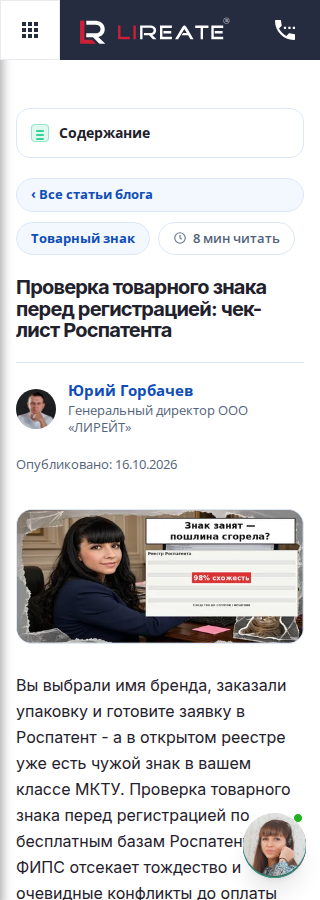 LIREATE®
Содержание
‹ Все статьи блога
Товарный знак
8 мин читать
Проверка товарного знака
перед регистрацией: чек-
лист Роспатента
Юрий Горбачев
Генеральный директор ООО
«ЛИРЕЙТ»
Опубликовано: 16.10.2026
Знак занят —
пошлина сгорела?
Реестр Роспатента
98% схожесть
Вы выбрали имя бренда, заказали
упаковку и готовите заявку в
Роспатент - а в открытом реестре
уже есть чужой знак в вашем
классе МКТУ. Проверка товарного
знака перед регистрацией по
бесплатным базам Роспатен
ФИПС отсекает тождество и
очевидные конфликты до оплаты